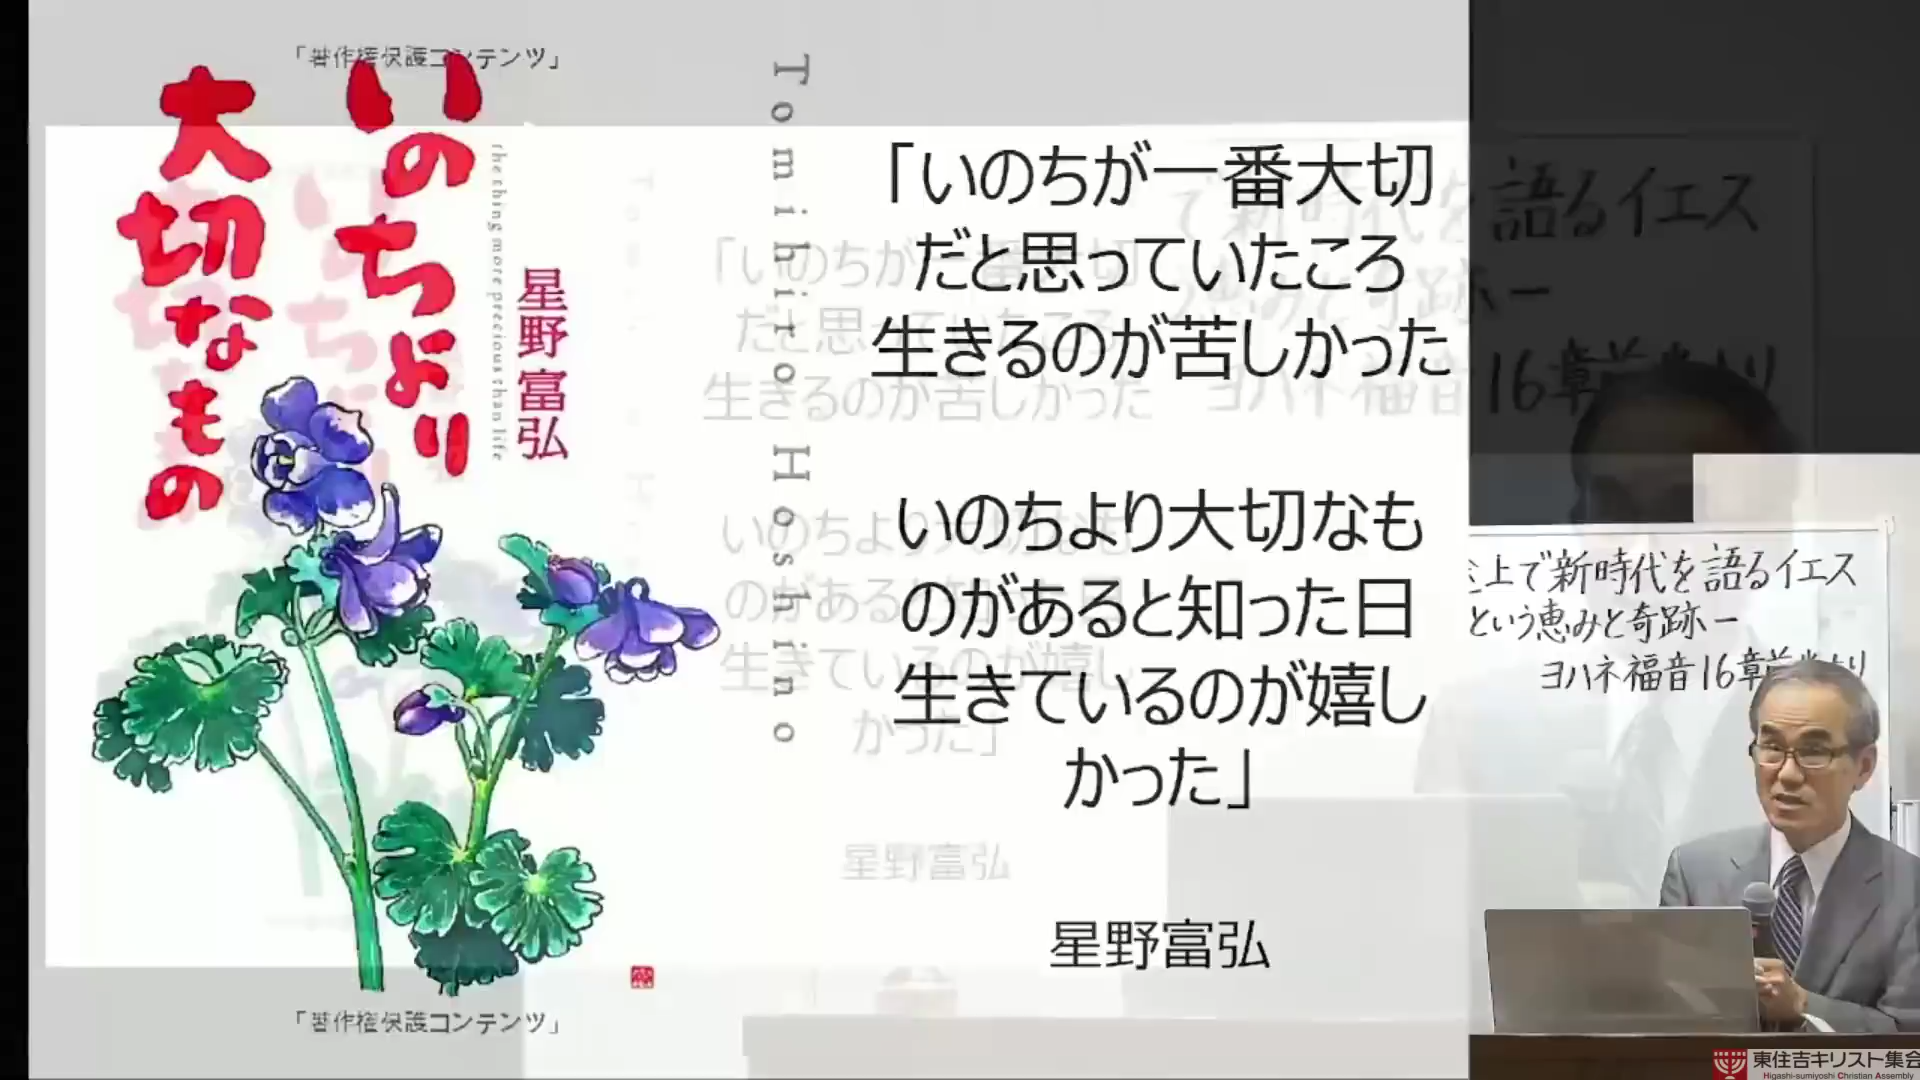 「著作権保護コンテンツ」
いのちより
大切なもの
the thing more precious than life
星野富弘
Tomihiro Hoshino
「著作権保護コンテンツ」
「いのちが一番大切
だと思っていたころ
生きるのが苦しかった
いのちより大切なも
のがあると知った日
生きているのが嬉し
かった」
星野富弘
上で新時代を語るイエス
という恵みと奇跡ー
ヨハネ福音16章
東住吉キリスト集会
Higashi-sumiyoshi Christian Assembly